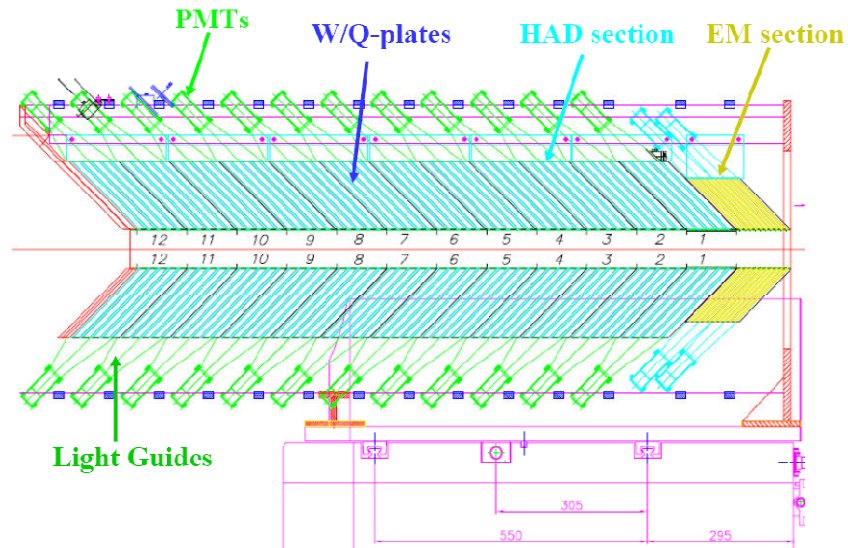 PMTs
W/Q-plates
HAD section
EM section
12 11 10 9 8 7 6 5 4 3 2 1
12 11 10 9 8 7 6 5 4 3 2 1
Light Guides
305
550
295